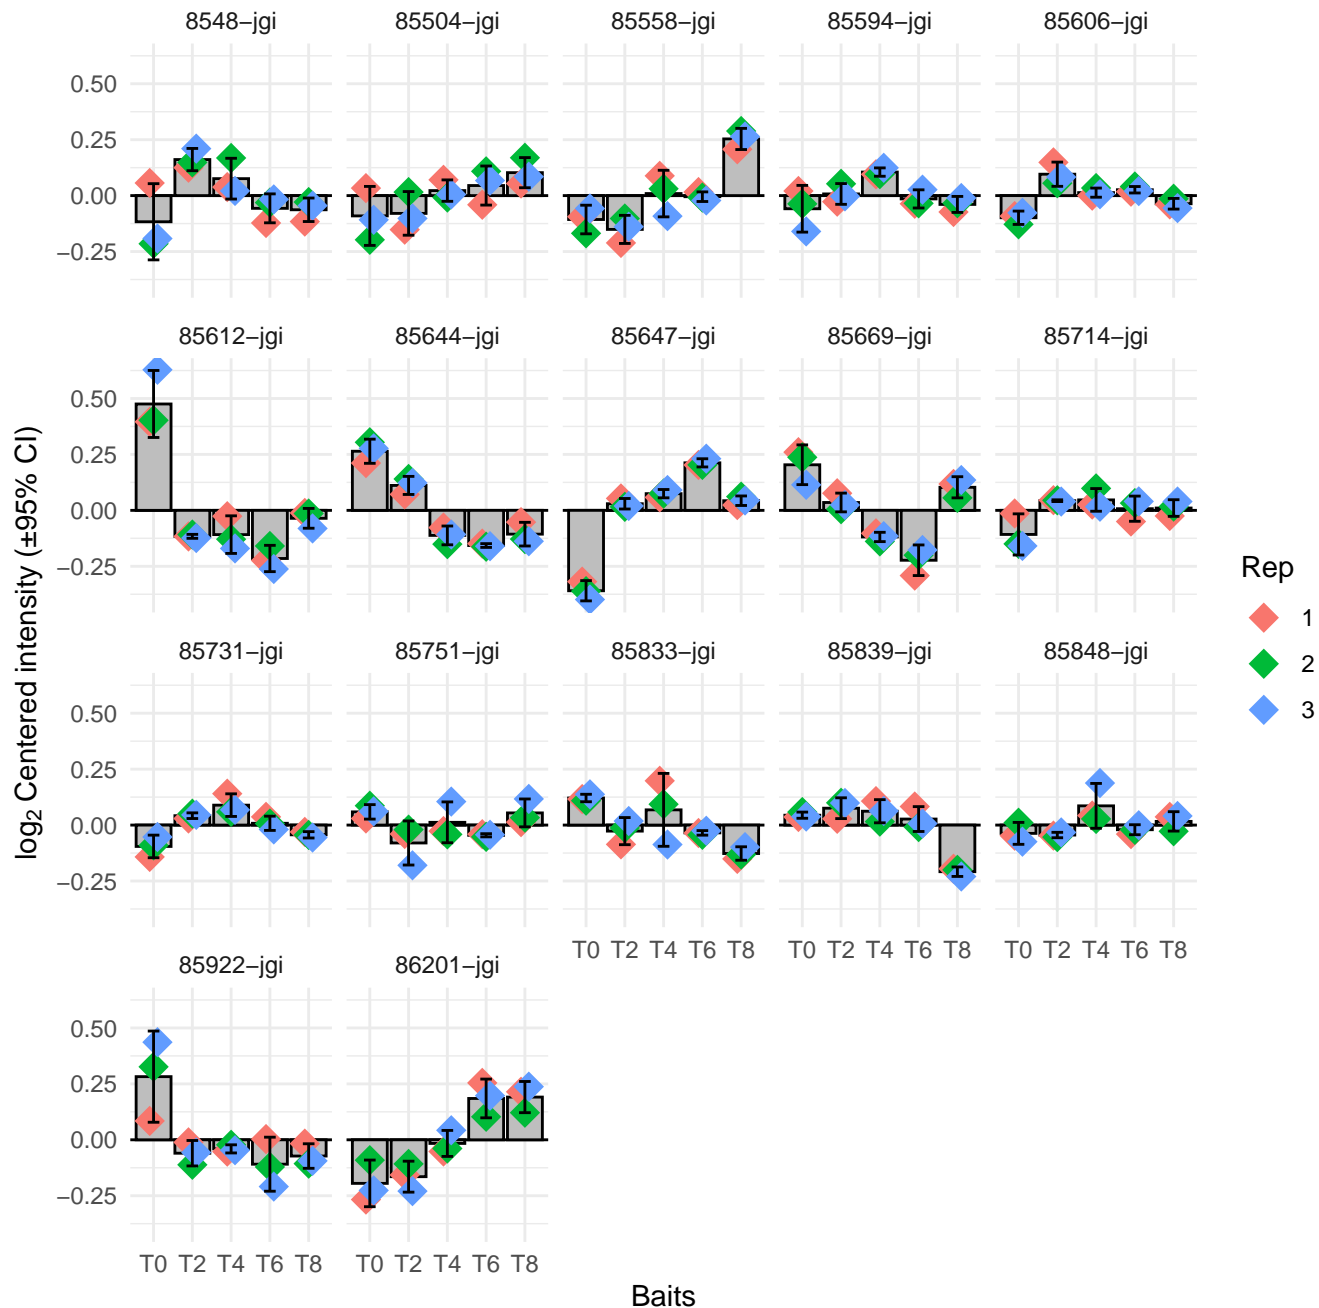 8548−jgi 85504−jgi 85558−jgi 85594−jgi 85606−jgi
0.50
0.25
0.00
−0.25
85612−jgi 85644−jgi 85647−jgi 85669−jgi 85714−jgi
0.50
0.25
0.00
−0.25
85731−jgi 85751−jgi 85833−jgi 85839−jgi 85848−jgi
0.50
0.25
0.00
−0.25
T0 T2 T4 T6 T8 T0 T2 T4 T6 T8 T0 T2 T4 T6 T8
85922−jgi 86201−jgi
0.50
0.25
0.00
−0.25
T0 T2 T4 T6 T8 T0 T2 T4 T6 T8
Baits
log2 Centered intensity (±95% CI)
Rep
1
2
3